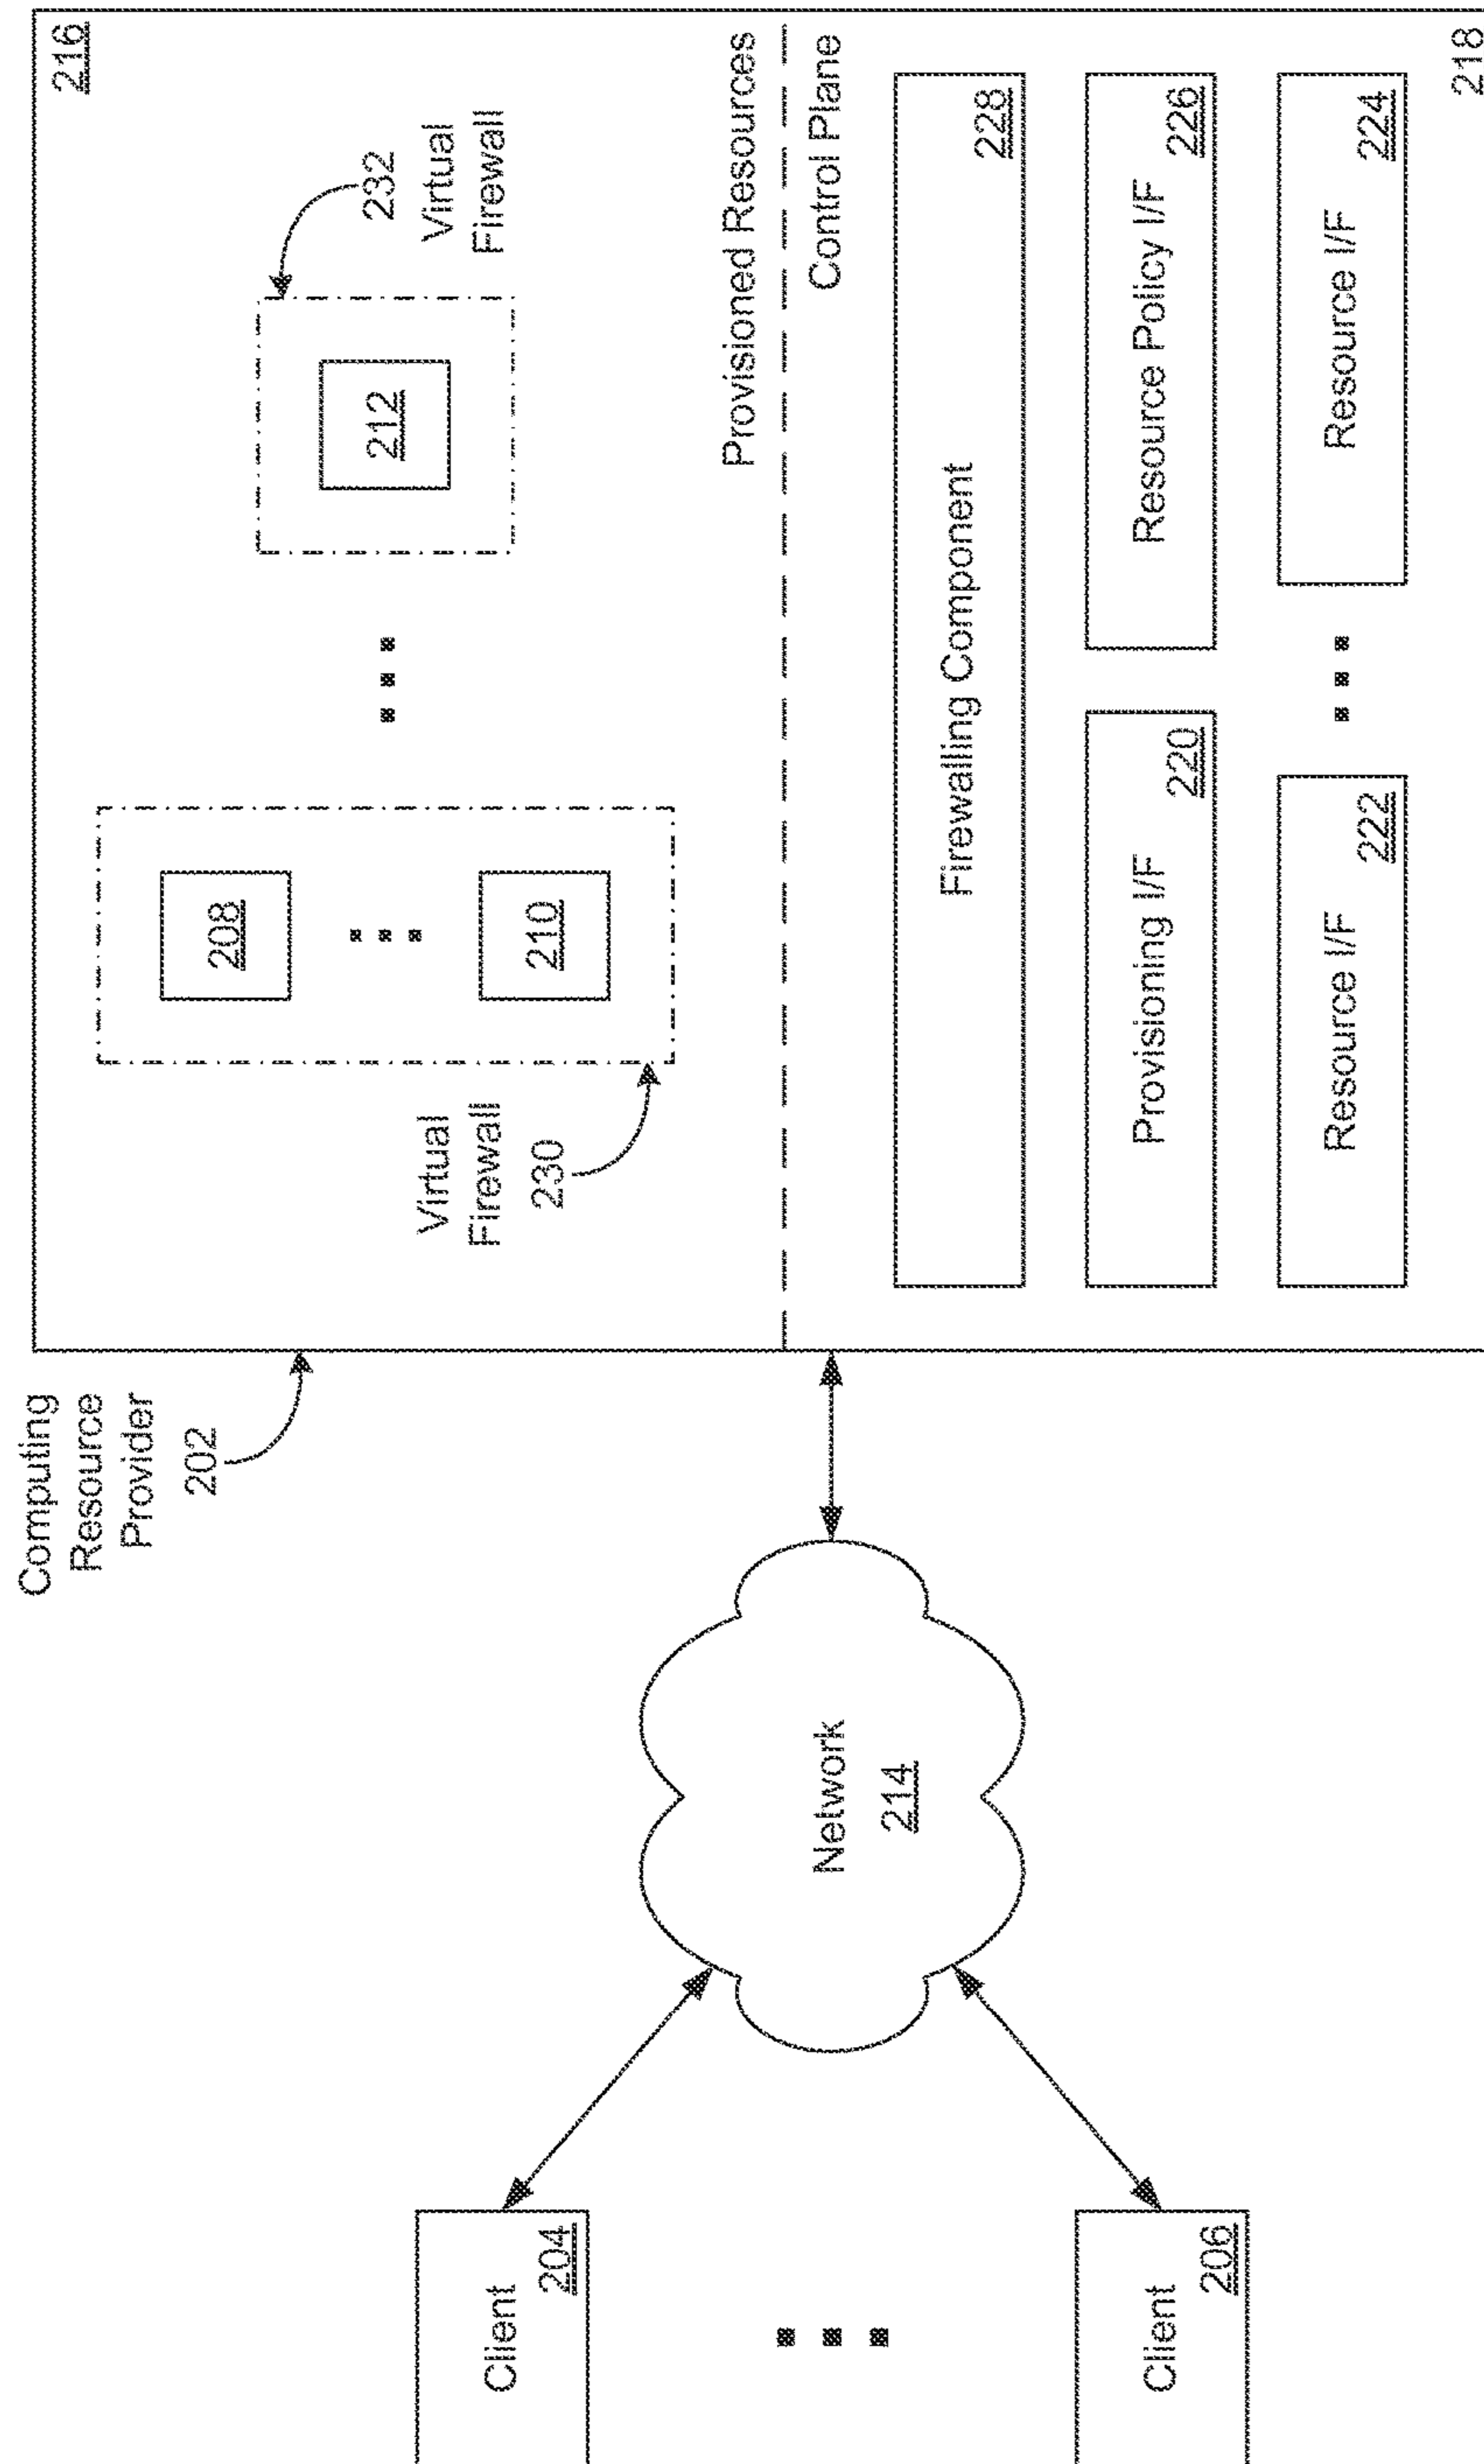 Computing
Resource
Provider
202
216
208
210
212
Virtual
Firewall
230
232
Virtual
Firewall
Provisioned Resources
Control Plane
Firewalling Component
228
Provisioning I/F
220
Resource Policy I/F
226
Resource I/F
222
Resource I/F
224
218
Network
214
Client
204
Client
206